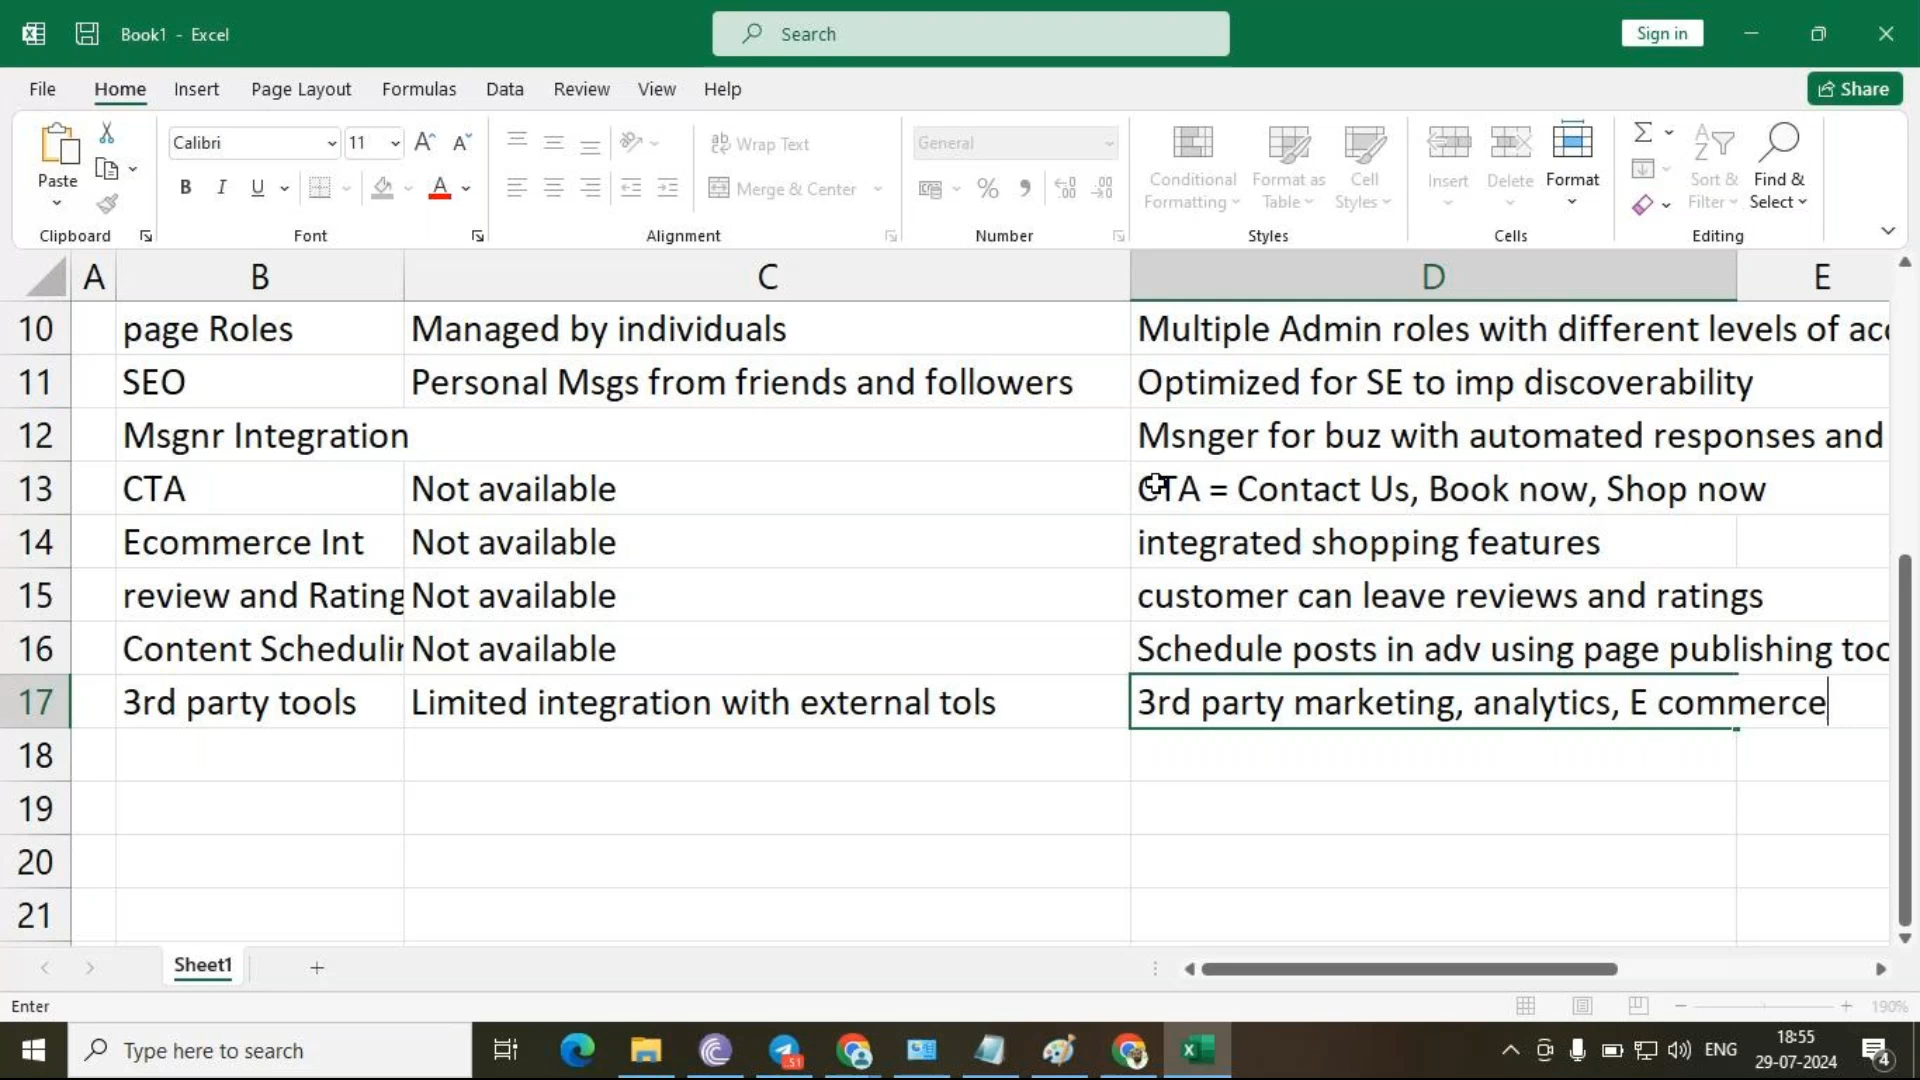 Book1 - Excel
Search
Sign in
File Home Insert Page Layout Formulas Data Review View Help
Share
Paste
Calibri 11
B I U
Wrap Text
Merge & Center
General
Conditional Formatting
Format as Table
Cell Styles
Insert
Delete
Format
Sort & Filter
Find & Select
Clipboard Font Alignment Number Styles Cells Editing
A B C D E
10 page Roles Managed by individuals Multiple Admin roles with different levels of acc
11 SEO Personal Msgs from friends and followers Optimized for SE to imp discoverability
12 Msgnr Integration Msnger for buz with automated responses and
13 CTA Not available CTA = Contact Us, Book now, Shop now
14 Ecommerce Int Not available integrated shopping features
15 review and Rating Not available customer can leave reviews and ratings
16 Content Schedulin Not available Schedule posts in adv using page publishing too
17 3rd party tools Limited integration with external tols 3rd party marketing, analytics, E commerce
18
19
20
21
Sheet1
Enter
190%
Type here to search
51
ENG
18:55
29-07-2024
4